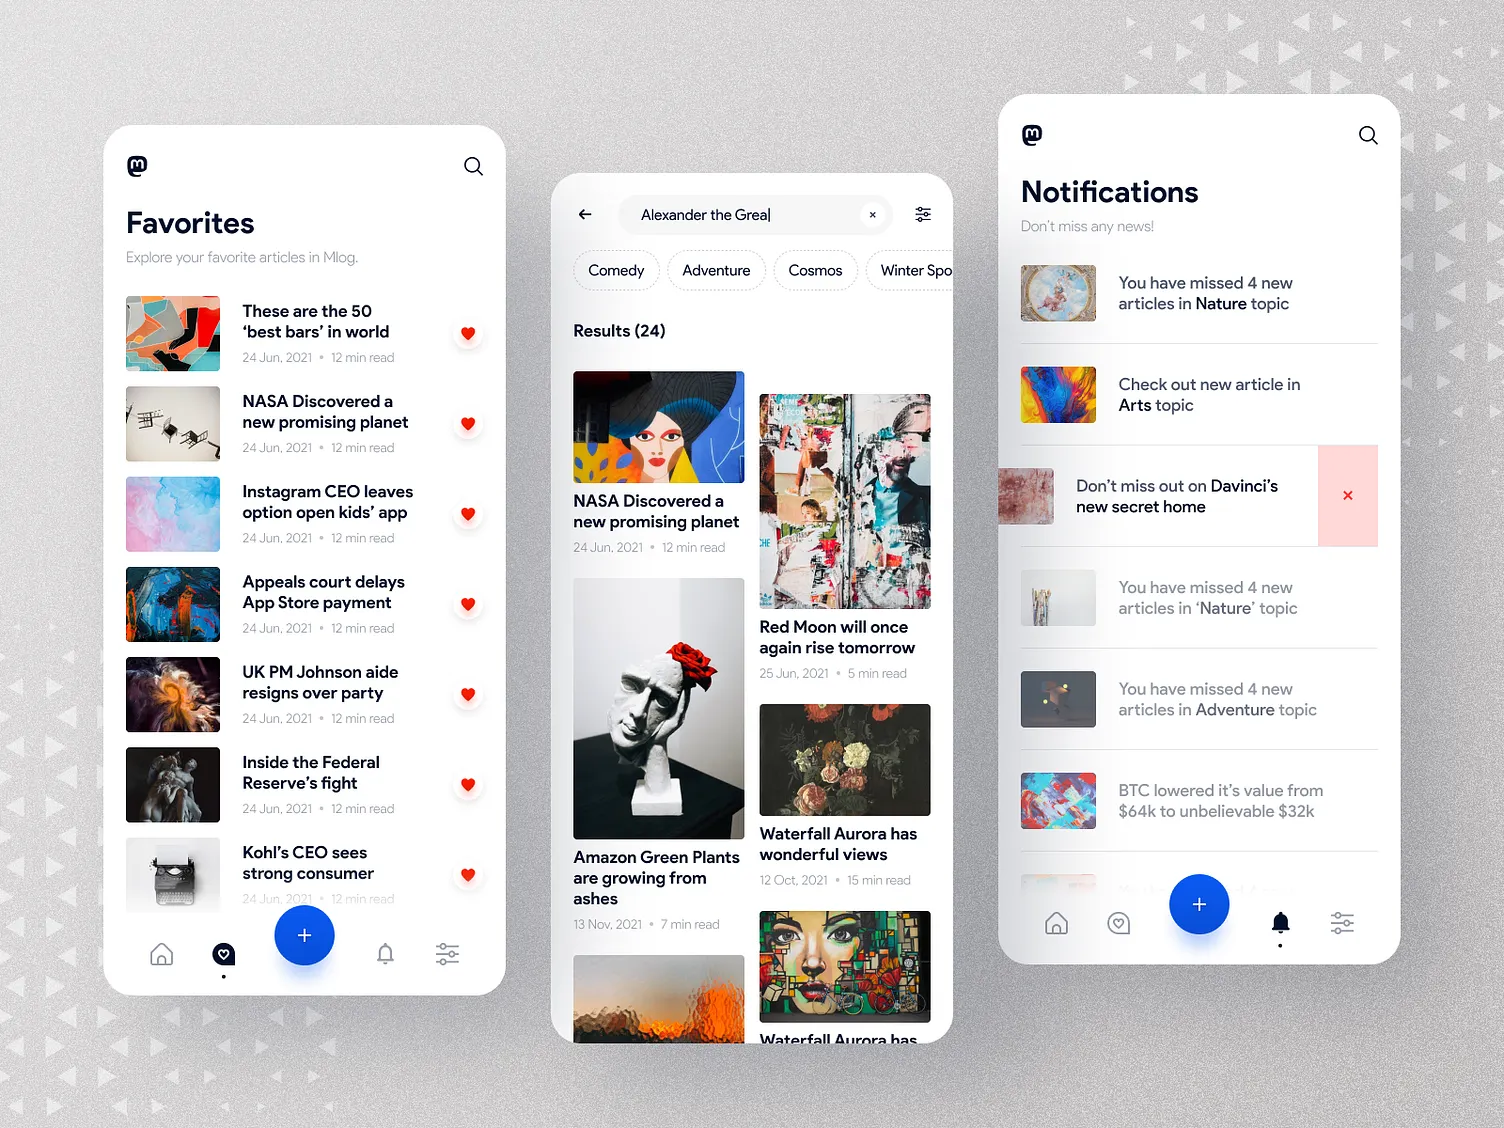 Favorites
Explore your favorite articles in Mlog.
These are the 50
‘best bars’ in world
24 Jun, 2021 • 12 min read
NASA Discovered a
new promising planet
24 Jun, 2021 • 12 min read
Instagram CEO leaves
option open kids’ app
24 Jun, 2021 • 12 min read
Appeals court delays
App Store payment
24 Jun, 2021 • 12 min read
UK PM Johnson aide
resigns over party
24 Jun, 2021 • 12 min read
Inside the Federal
Reserve’s fight
24 Jun, 2021 • 12 min read
Kohl’s CEO sees
strong consumer
24 Jun, 2021 • 12 min read
Alexander the Grea
Comedy
Adventure
Cosmos
Winter Spo
Results (24)
NASA Discovered a
new promising planet
24 Jun, 2021 • 12 min read
Amazon Green Plants
are growing from
ashes
13 Nov, 2021 • 7 min read
Red Moon will once
again rise tomorrow
25 Jun, 2021 • 5 min read
Waterfall Aurora has
wonderful views
12 Oct, 2021 • 15 min read
Waterfall Aurora has
Notifications
Don’t miss any news!
You have missed 4 new
articles in Nature topic
Check out new article in
Arts topic
Don’t miss out on Davinci’s
new secret home
You have missed 4 new
articles in ‘Nature’ topic
You have missed 4 new
articles in Adventure topic
BTC lowered it’s value from
$64k to unbelievable $32k